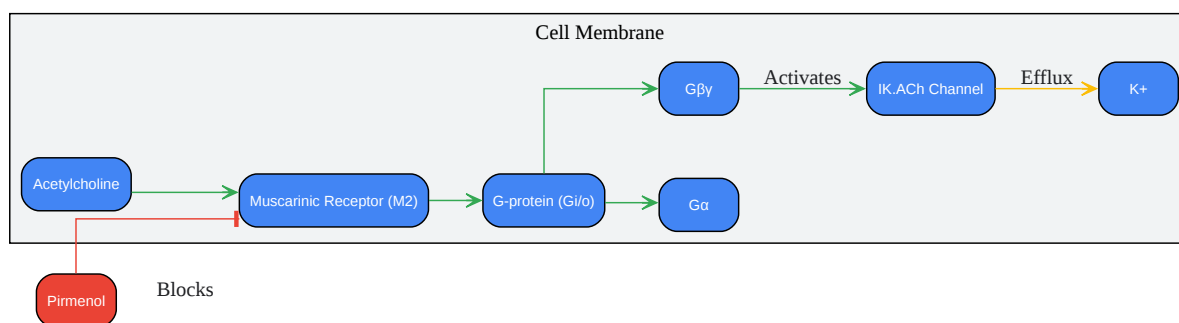 Cell Membrane
Gβγ
Activates
IK.ACh Channel
Efflux
K+
Acetylcholine
Muscarinic Receptor (M2)
G-protein (Gi/o)
Gα
Pirmenol
Blocks